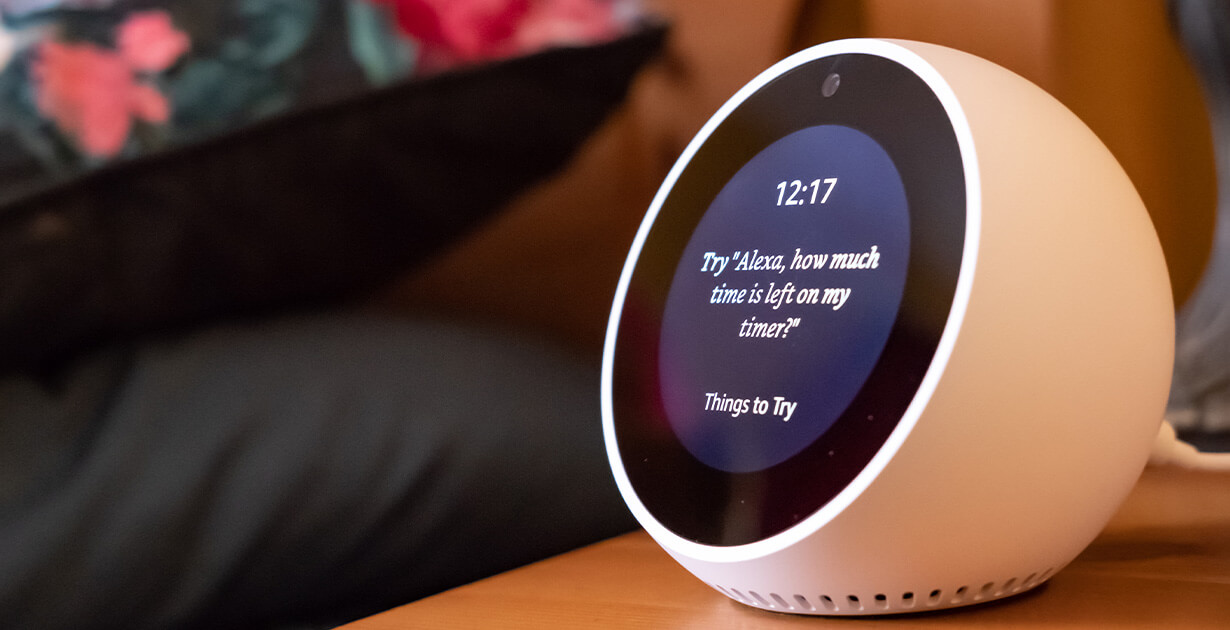 12:17
Try "Alexa, how much
time is left on my
timer?"
Things to Try